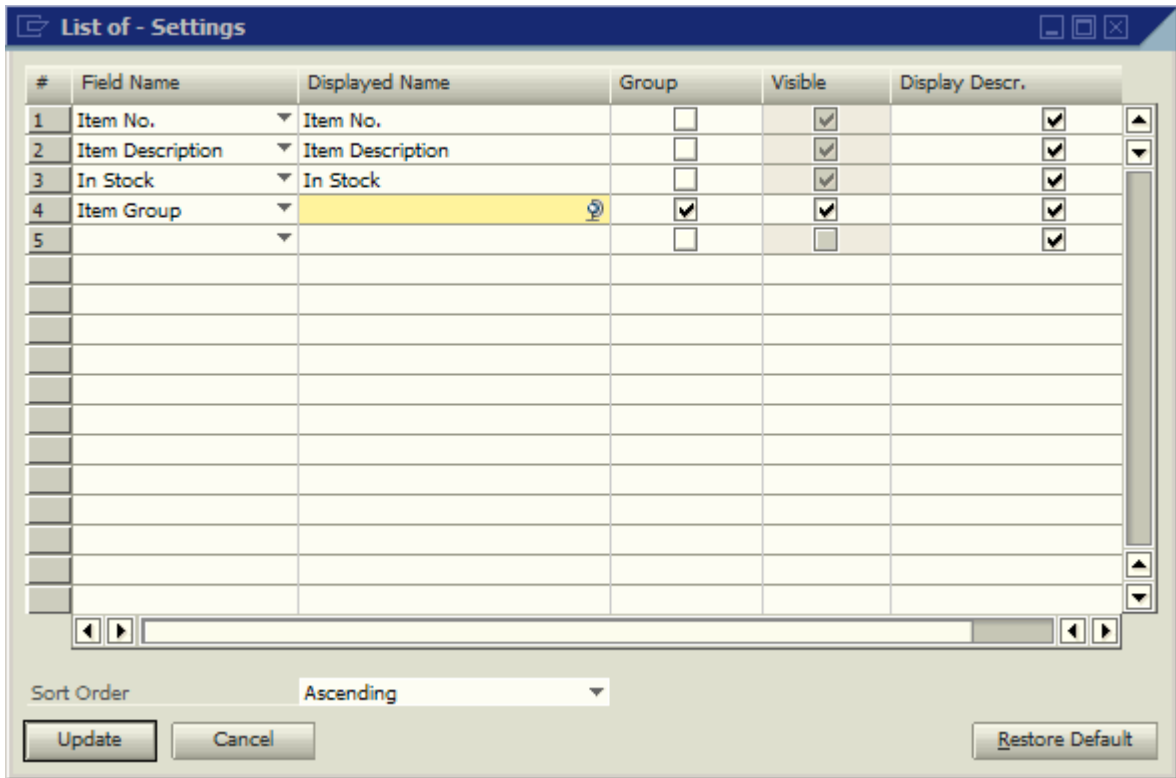 List of - Settings
# Field Name Displayed Name Group Visible Display Descr.
1 Item No. Item No.
2 Item Description Item Description
3 In Stock In Stock
4 Item Group
5
Sort Order Ascending
Update Cancel Restore Default